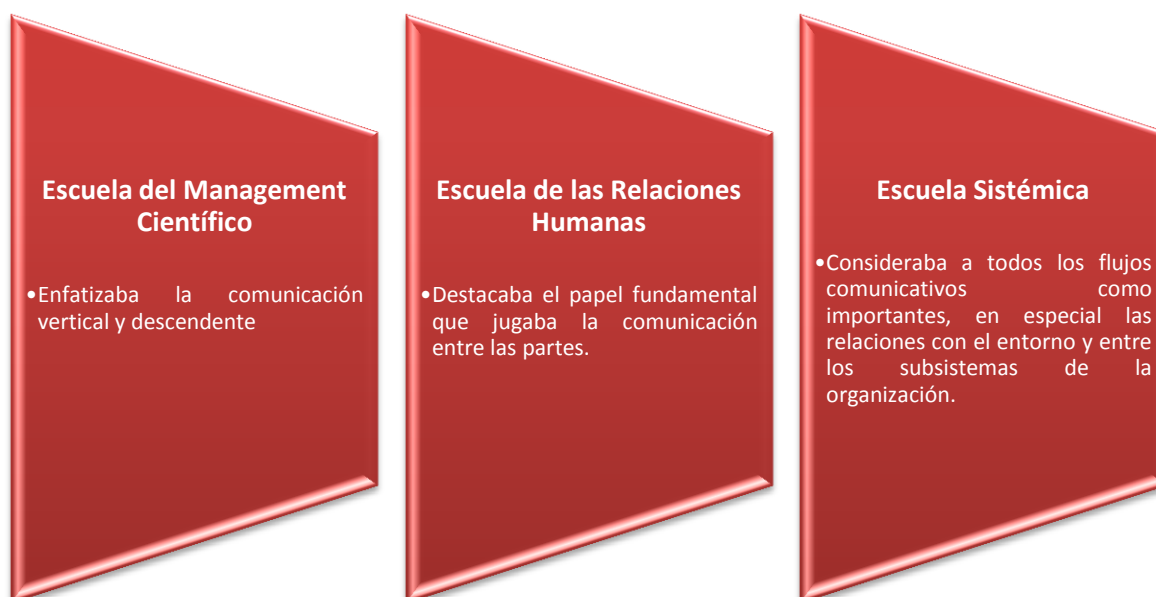 Escuela del Management
Científico
•Enfatizaba la comunicación
vertical y descendente
Escuela de las Relaciones
Humanas
•Destacaba el papel fundamental
que jugaba la comunicación
entre las partes.
Escuela Sistémica
•Consideraba a todos los flujos
comunicativos como
importantes, en especial las
relaciones con el entorno y entre
los subsistemas de la
organización.